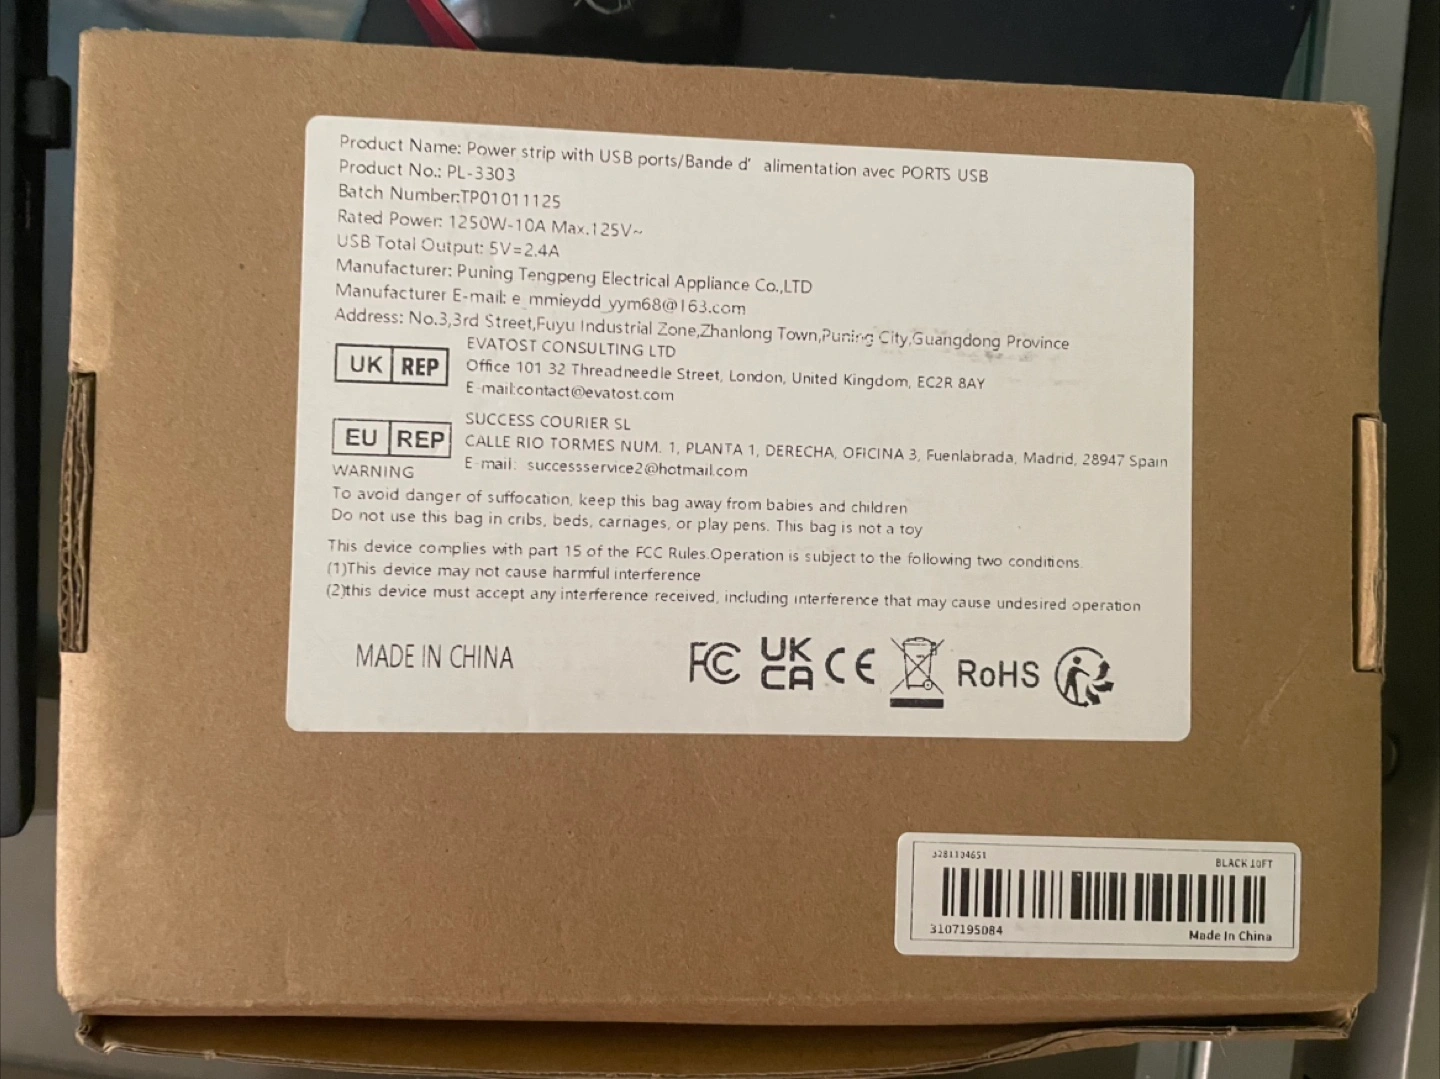 Product Name: Power strip with USB ports/Bande d' alimentation avec PORTS USB
Product No.: PL-3303
Batch Number:TP01011125
Rated Power: 1250W-10A Max.125V~
USB Total Output: 5V=2.4A
Manufacturer: Puning Tengpeng Electrical Appliance Co.,LTD
Manufacturer E-mail: e_mmieydd_yym68@163.com
Address: No.3,3rd Street,Fuyu Industrial Zone,Zhanlong Town,Puning City,Guangdong Province
UK REP
EVATOST CONSULTING LTD
Office 101 32 Threadneedle Street, London, United Kingdom, EC2R 8AY
E-mail:contact@evatost.com
EU REP
SUCCESS COURIER SL
CALLE RIO TORMES NUM. 1, PLANTA 1, DERECHA, OFICINA 3, Fuenlabrada, Madrid, 28947 Spain
E-mail: successservice2@hotmail.com
WARNING
To avoid danger of suffocation, keep this bag away from babies and children
Do not use this bag in cribs, beds, carriages, or play pens. This bag is not a toy
This device complies with part 15 of the FCC Rules.Operation is subject to the following two conditions.
(1)This device may not cause harmful interference
(2)this device must accept any interference received, including interference that may cause undesired operation
MADE IN CHINA
FC UK CA CE RoHS
BLACK 10FT
3107195084
Made In China